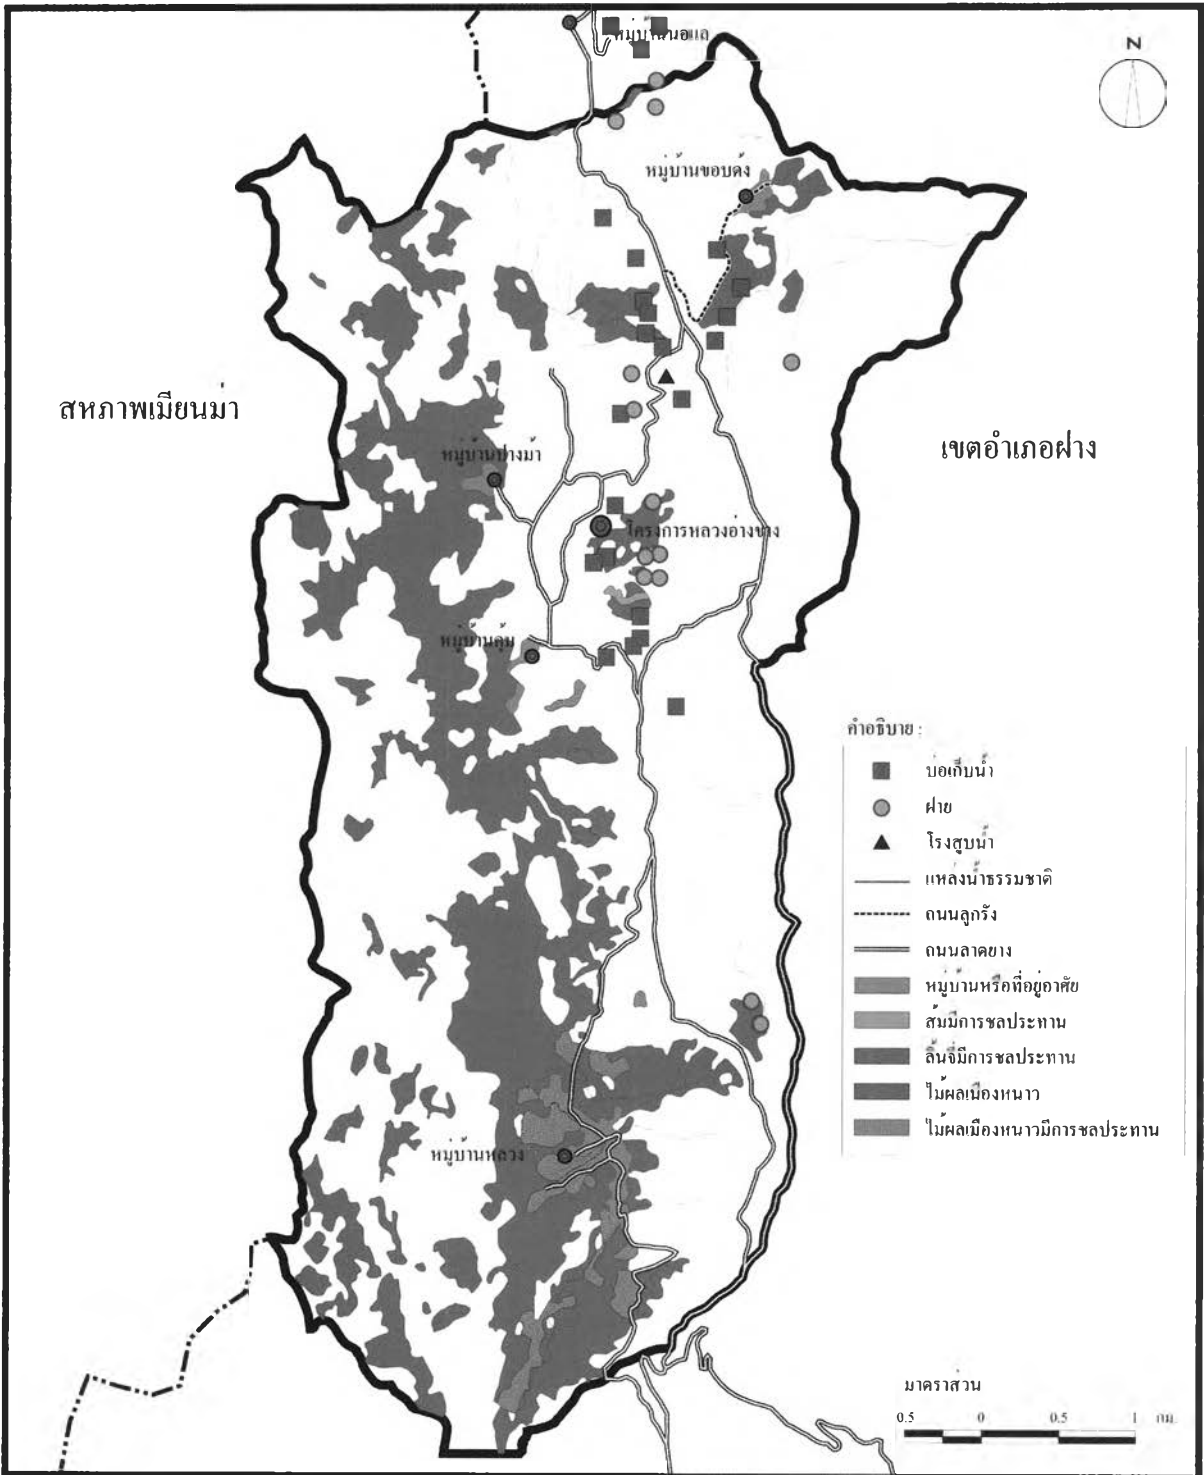 หมู่บ้านนอแล
N
หมู่บ้านขอบด้ง
สหภาพเมียนม่า
เขตอำเภอฝาง
หมู่บ้านปางม้า
โครงการหลวงอ่างขาง
หมู่บ้านคุ้ม
คำอธิบาย :
บ่อเก็บน้ำ
ฝาย
โรงสูบน้ำ
แหล่งน้ำธรรมชาติ
ถนนลูกรัง
ถนนลาดยาง
หมู่บ้านหรือที่อยู่อาศัย
ส้มมีการชลประทาน
ลิ้นจี่มีการชลประทาน
ไม้ผลเมืองหนาว
ไม้ผลเมืองหนาวมีการชลประทาน
หมู่บ้านหลวง
มาตราส่วน
0.5 0 0.5 1 กม.